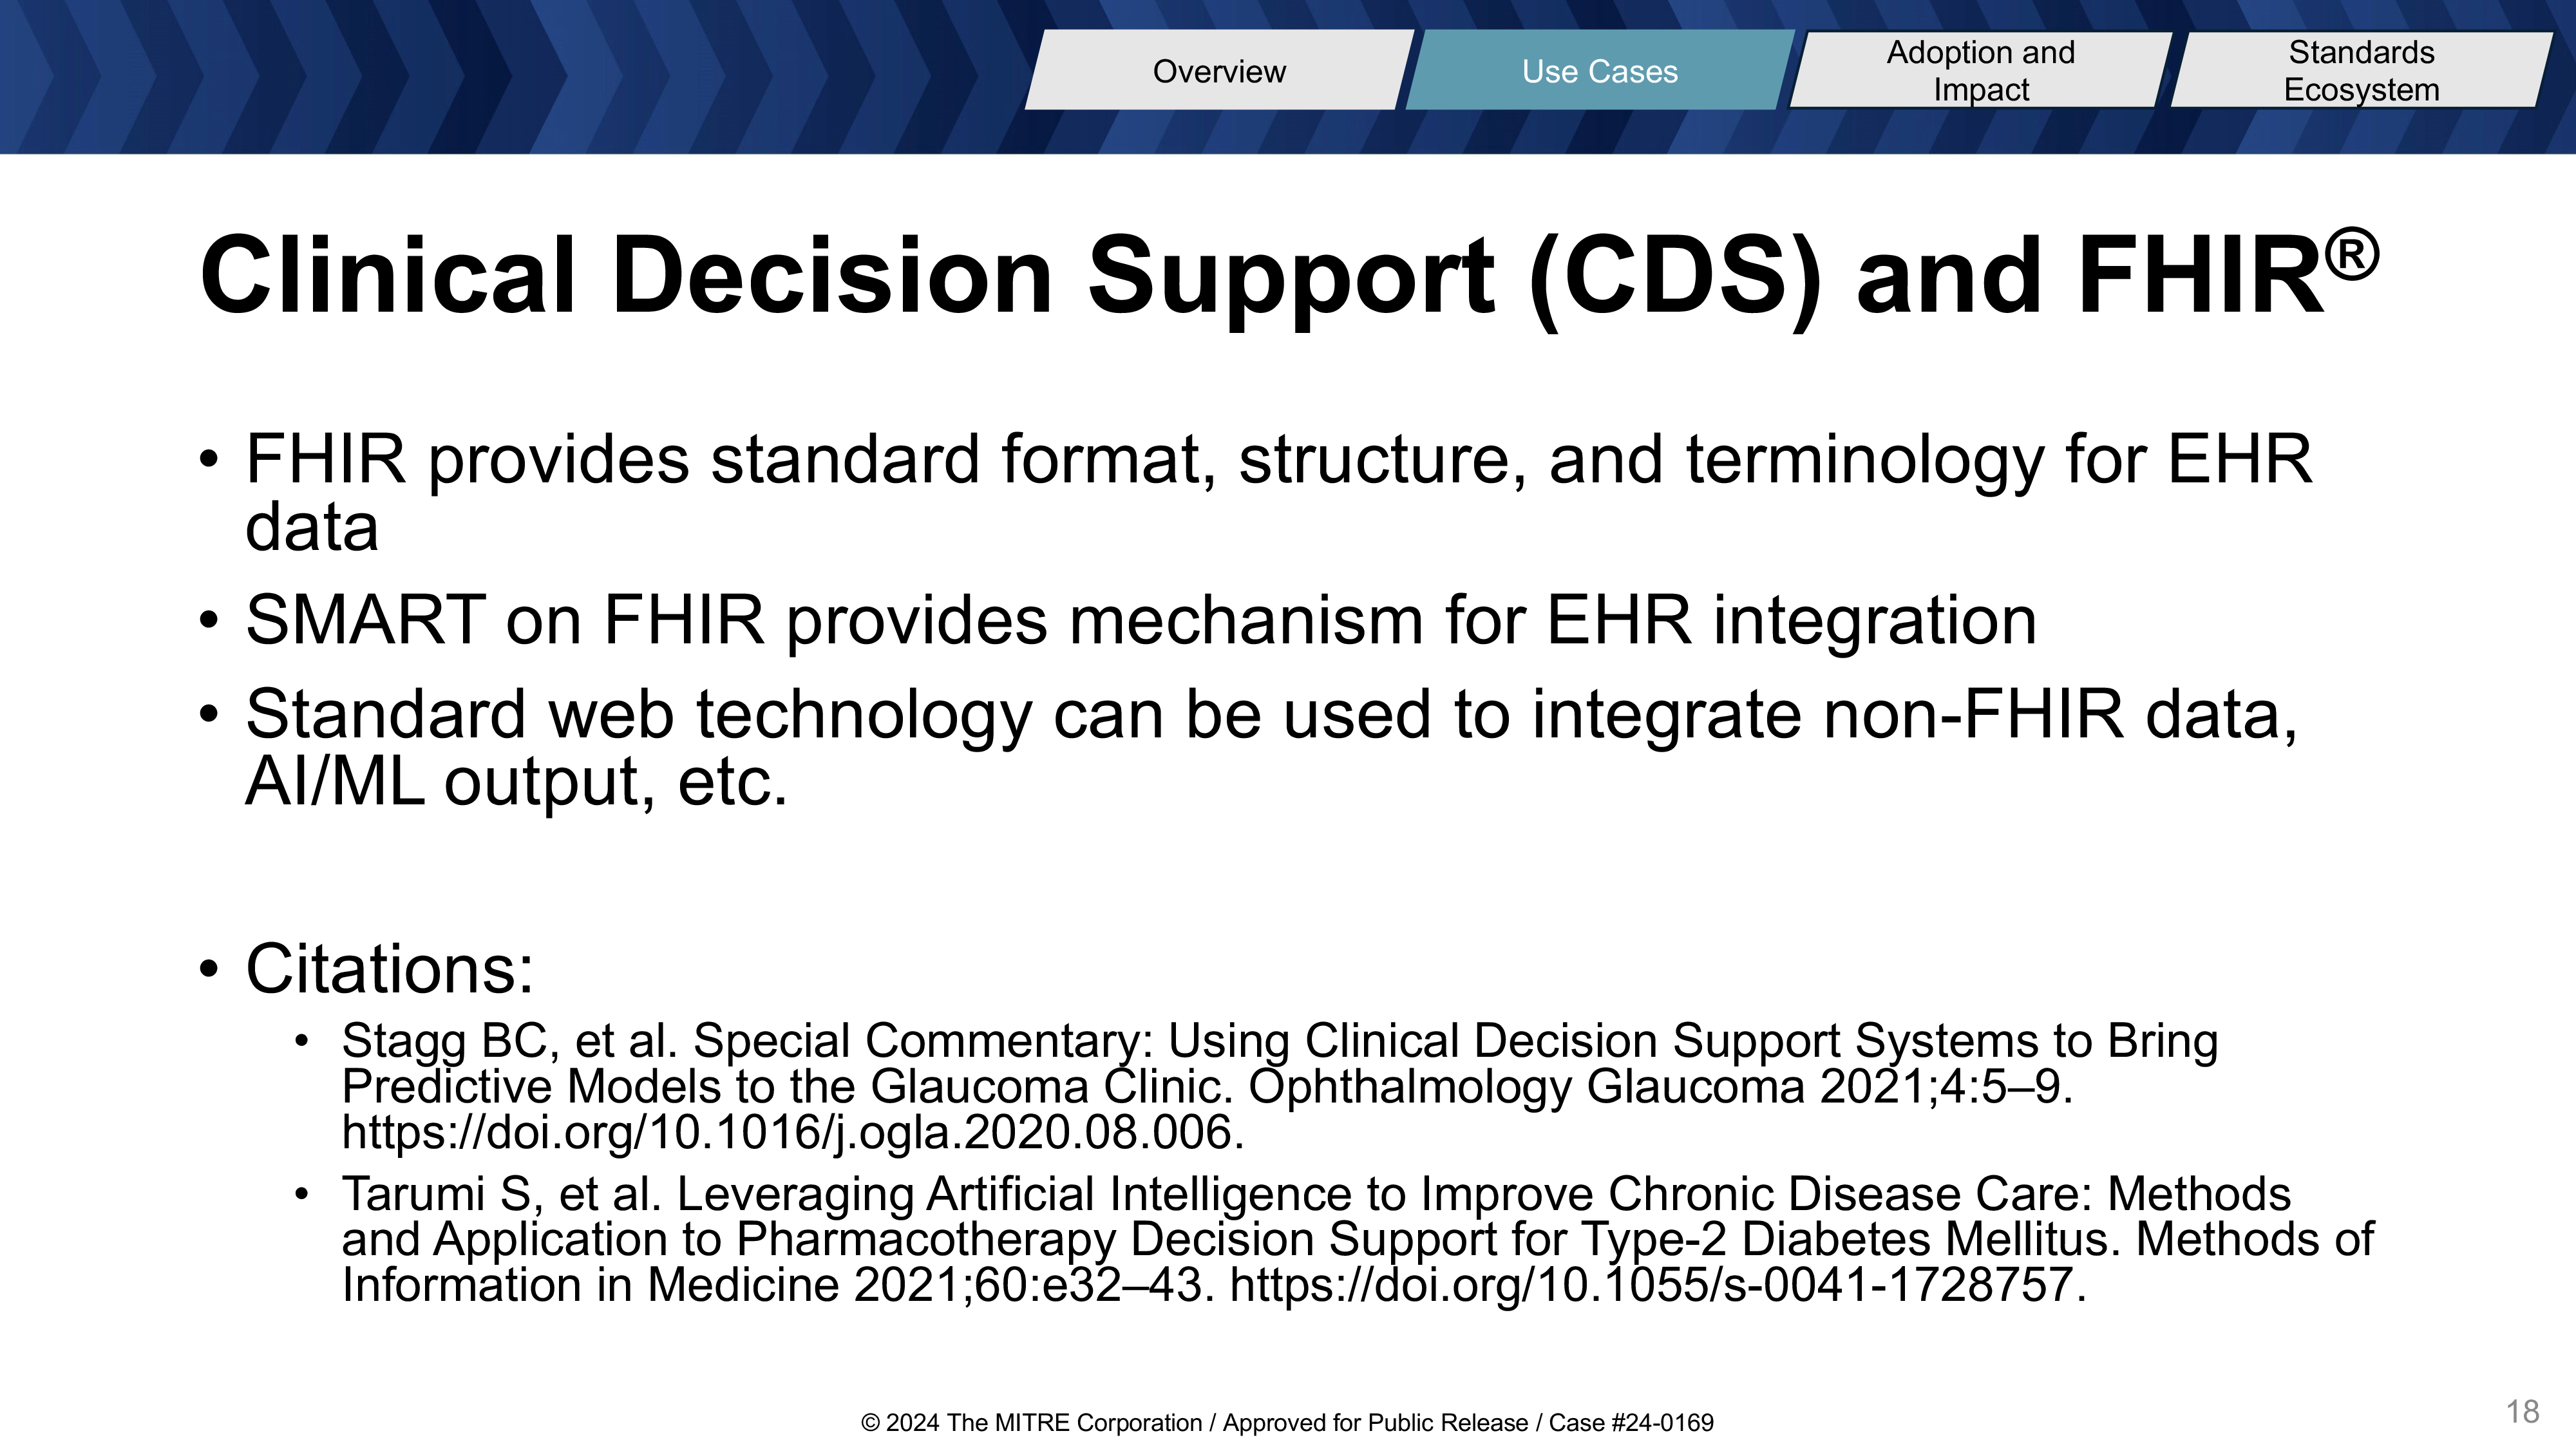 Overview
Use Cases
Adoption and
Impact
Standards
Ecosystem
Clinical Decision Support (CDS) and FHIR®
• FHIR provides standard format, structure, and terminology for EHR
data
• SMART on FHIR provides mechanism for EHR integration
• Standard web technology can be used to integrate non-FHIR data,
AI/ML output, etc.
• Citations:
• Stagg BC, et al. Special Commentary: Using Clinical Decision Support Systems to Bring
Predictive Models to the Glaucoma Clinic. Ophthalmology Glaucoma 2021;4:5–9.
https://doi.org/10.1016/j.ogla.2020.08.006.
• Tarumi S, et al. Leveraging Artificial Intelligence to Improve Chronic Disease Care: Methods
and Application to Pharmacotherapy Decision Support for Type-2 Diabetes Mellitus. Methods of
Information in Medicine 2021;60:e32–43. https://doi.org/10.1055/s-0041-1728757.
© 2024 The MITRE Corporation / Approved for Public Release / Case #24-0169
18